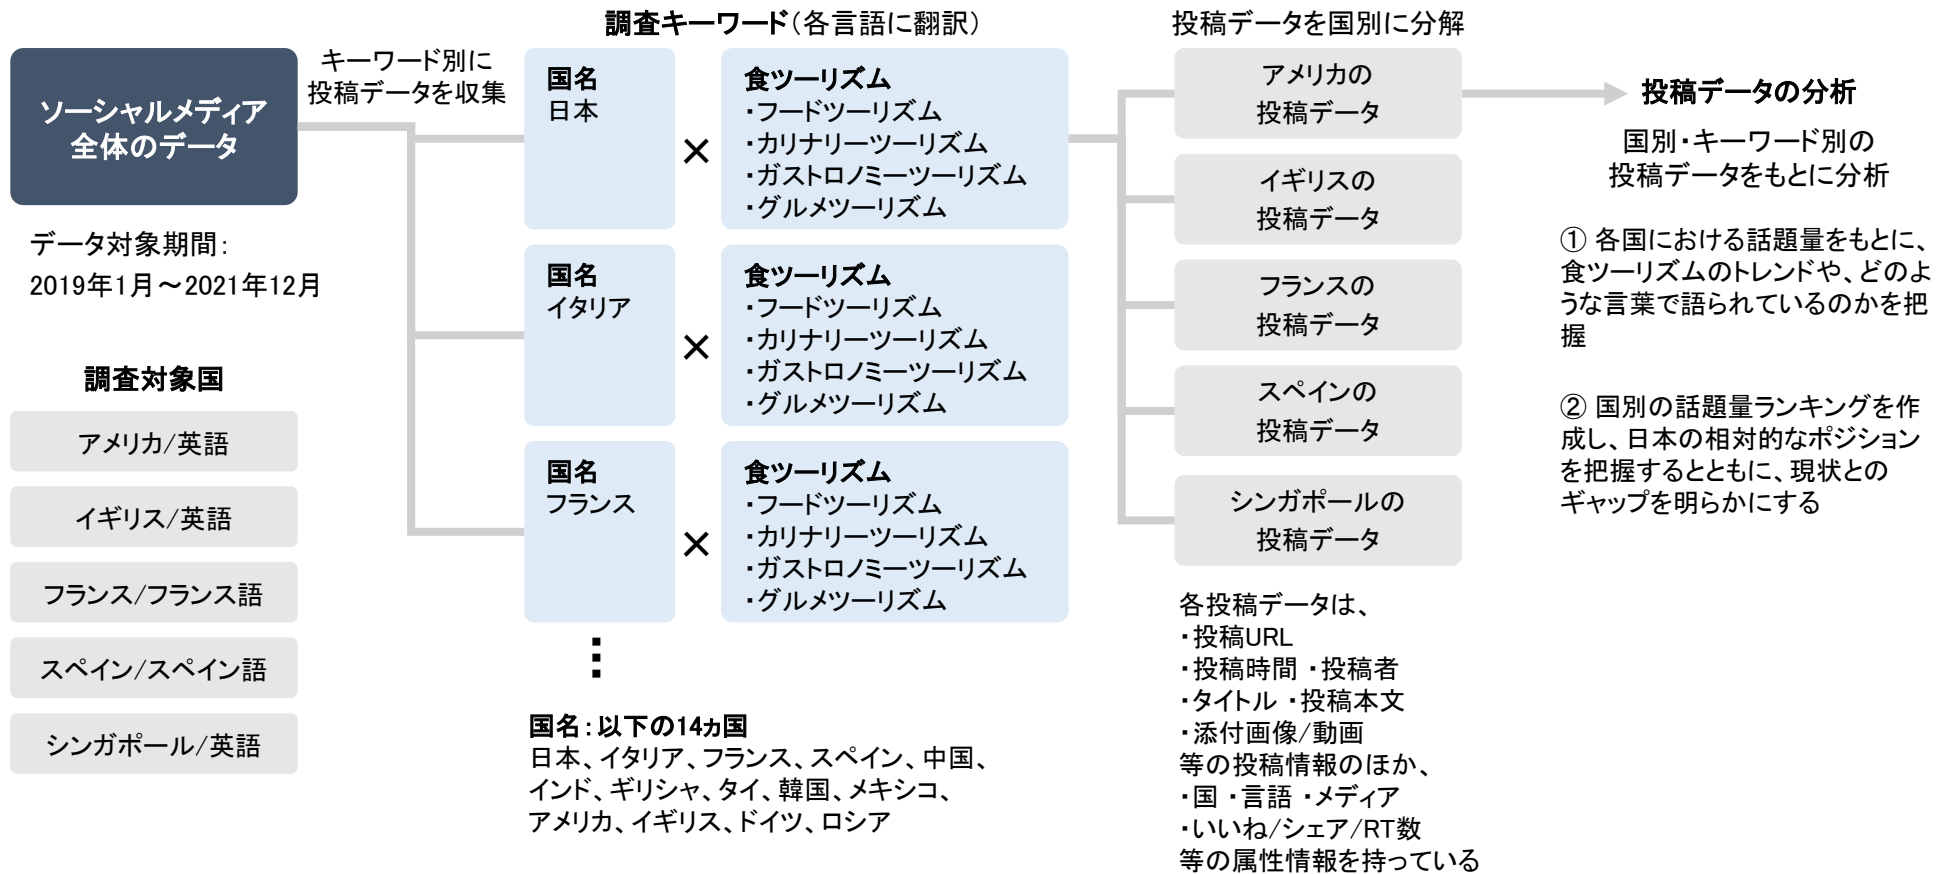 ソーシャルメディア
全体のデータ
データ対象期間：
2019年1月～2021年12月
調査対象国
アメリカ/英語
イギリス/英語
フランス/フランス語
スペイン/スペイン語
シンガポール/英語
キーワード別に
投稿データを収集
調査キーワード（各言語に翻訳）
国名
日本
×
食ツーリズム
・フードツーリズム
・カリナリーツーリズム
・ガストロノミーツーリズム
・グルメツーリズム
国名
イタリア
×
食ツーリズム
・フードツーリズム
・カリナリーツーリズム
・ガストロノミーツーリズム
・グルメツーリズム
国名
フランス
×
食ツーリズム
・フードツーリズム
・カリナリーツーリズム
・ガストロノミーツーリズム
・グルメツーリズム
国名：以下の14ヵ国
日本、イタリア、フランス、スペイン、中国、
インド、ギリシャ、タイ、韓国、メキシコ、
アメリカ、イギリス、ドイツ、ロシア
投稿データを国別に分解
アメリカの
投稿データ
イギリスの
投稿データ
フランスの
投稿データ
スペインの
投稿データ
シンガポールの
投稿データ
各投稿データは、
・投稿URL
・投稿時間 ・投稿者
・タイトル ・投稿本文
・添付画像/動画
等の投稿情報のほか、
・国 ・言語 ・メディア
・いいね/シェア/RT数
等の属性情報を持っている
投稿データの分析
国別・キーワード別の
投稿データをもとに分析
① 各国における話題量をもとに、
食ツーリズムのトレンドや、どのよ
うな言葉で語られているのかを把
握
② 国別の話題量ランキングを作
成し、日本の相対的なポジション
を把握するとともに、現状との
ギャップを明らかにする